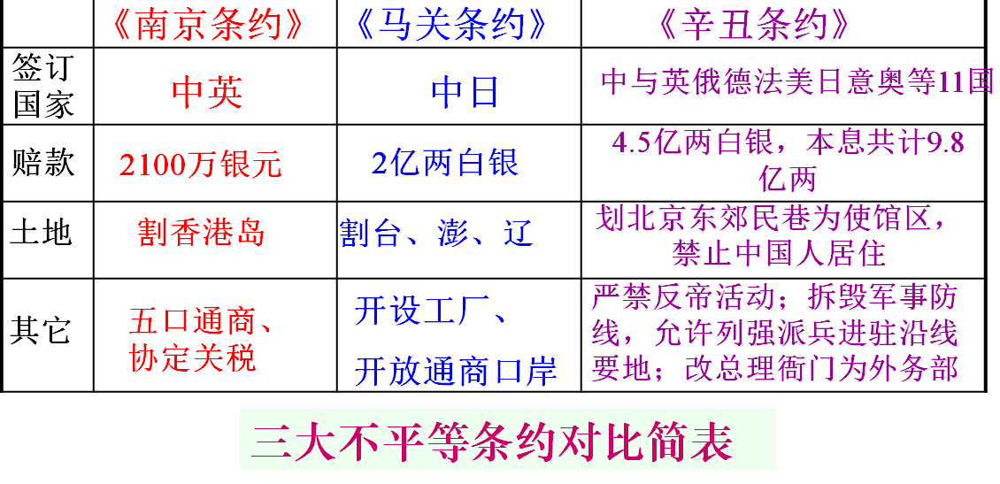 《南京条约》 《马关条约》 《辛丑条约》
签订
国家
中英
中日
中与英俄德法美日意奥等11国
赔款
2100万银元
2亿两白银
4.5亿两白银，本息共计9.8
亿两
土地
割香港岛
割台、澎、辽
划北京东郊民巷为使馆区，
禁止中国人居住
其它
五口通商、
协定关税
开设工厂、
开放通商口岸
严禁反帝活动；拆毁军事防
线，允许列强派兵进驻沿线
要地；改总理衙门为外务部
三大不平等条约对比简表